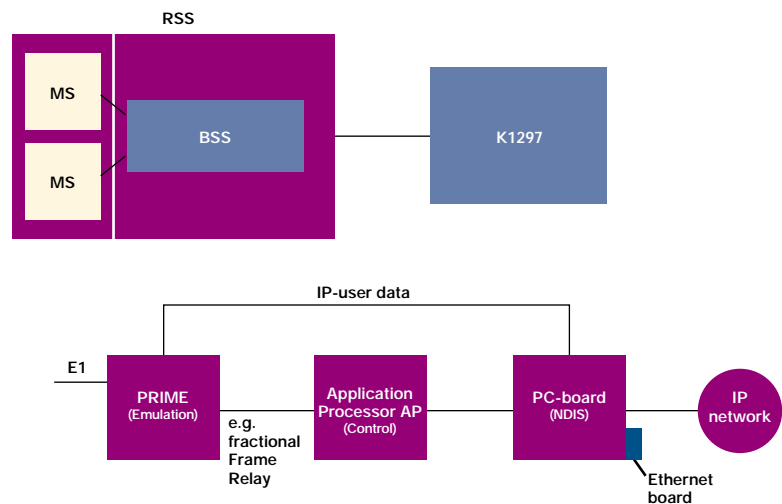 RSS
MS
MS
BSS
K1297
IP-user data
E1
PRIME
(Emulation)
e.g.
fractional
Frame
Relay
Application
Processor AP
(Control)
PC-board
(NDIS)
IP
network
Ethernet
board